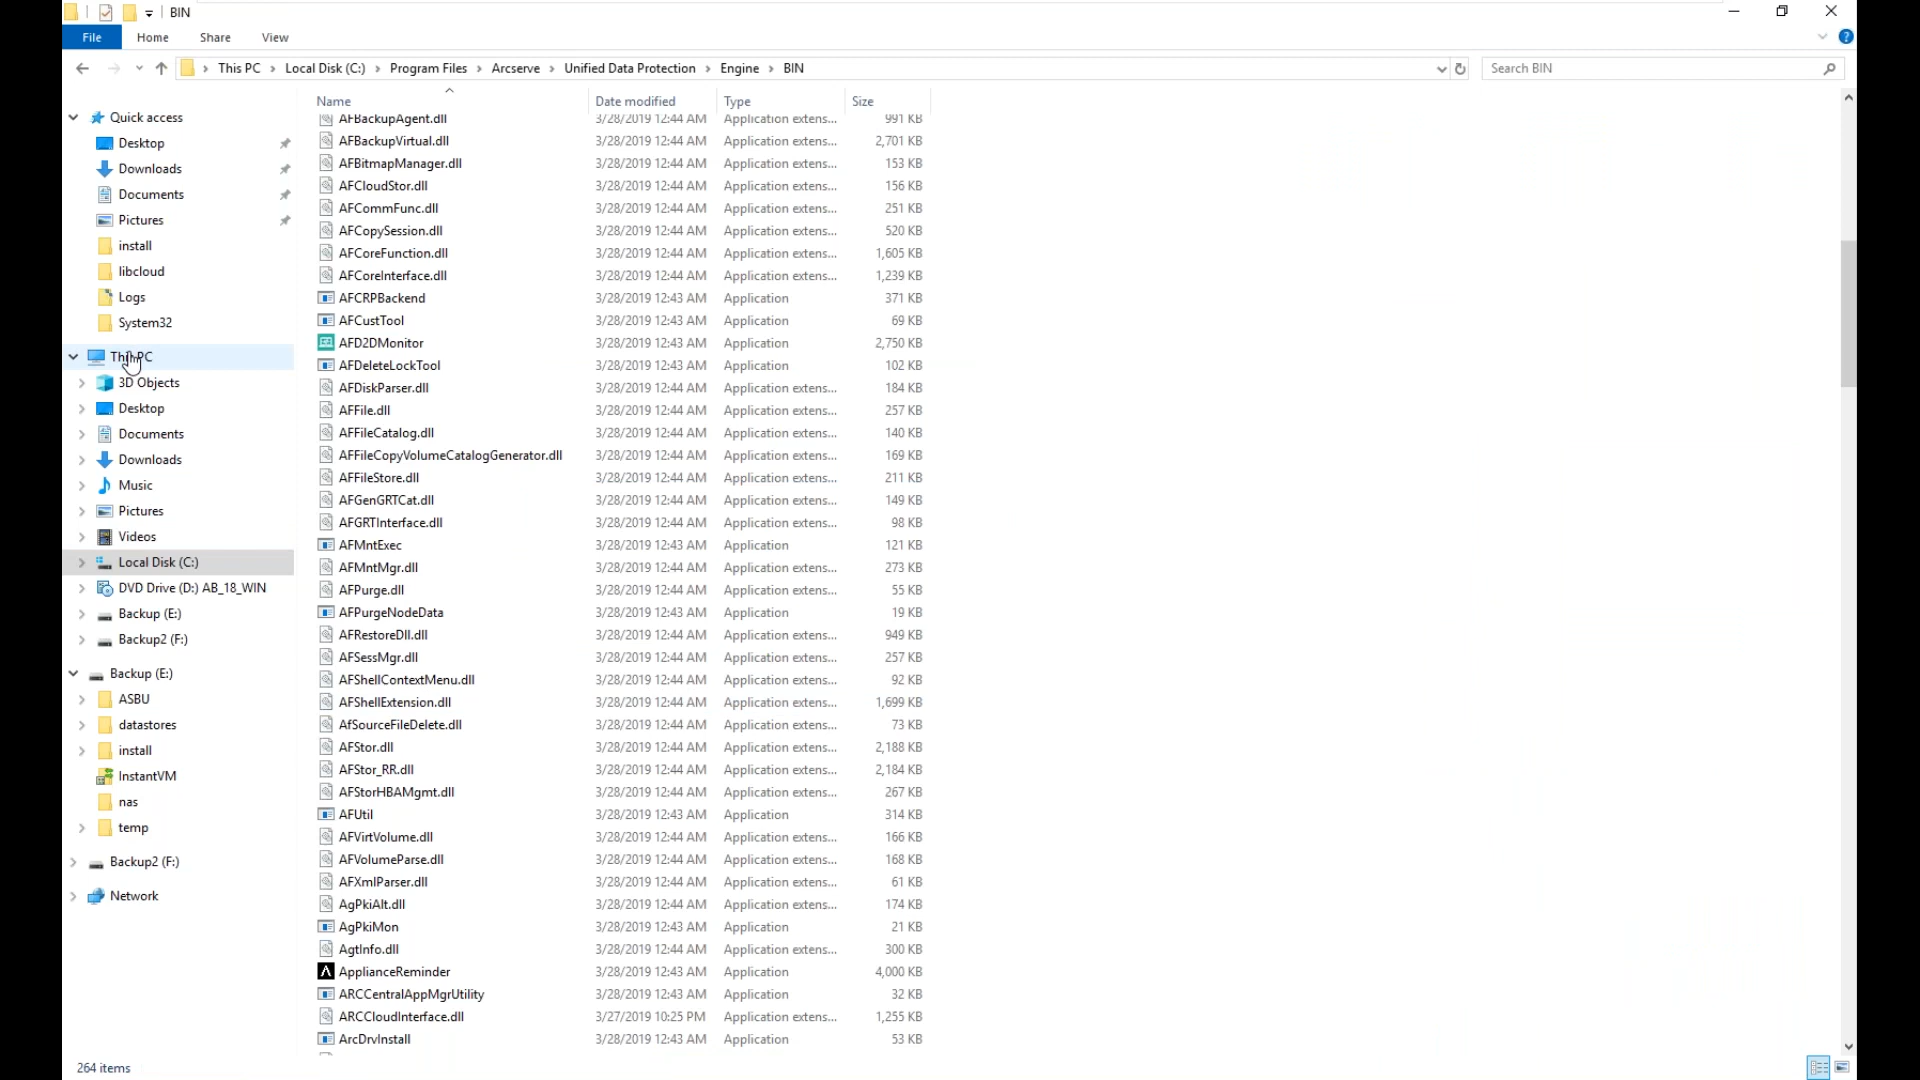 BIN
File Home Share View
This PC Local Disk (C:) Program Files Arcserve Unified Data Protection Engine BIN Search BIN
Name Date modified Type Size
Quick access
Desktop
Downloads
Documents
Pictures
install
libcloud
Logs
System32
This PC
3D Objects
Desktop
Documents
Downloads
Music
Pictures
Videos
Local Disk (C:)
DVD Drive (D:) AB_18_WIN
Backup (E:)
Backup2 (F:)
Backup (E:)
ASBU
datastores
install
InstantVM
nas
temp
Backup2 (F:)
Network
AFBackupAgent.dll 3/28/2019 12:44 AM Application extens... 991 KB
AFBackupVirtual.dll 3/28/2019 12:44 AM Application extens... 2,701 KB
AFBitmapManager.dll 3/28/2019 12:44 AM Application extens... 153 KB
AFCloudStor.dll 3/28/2019 12:44 AM Application extens... 156 KB
AFCommFunc.dll 3/28/2019 12:44 AM Application extens... 251 KB
AFCopySession.dll 3/28/2019 12:44 AM Application extens... 520 KB
AFCoreFunction.dll 3/28/2019 12:44 AM Application extens... 1,605 KB
AFCoreInterface.dll 3/28/2019 12:44 AM Application extens... 1,239 KB
AFCRPBackend 3/28/2019 12:43 AM Application 371 KB
AFCustTool 3/28/2019 12:43 AM Application 69 KB
AFD2DMonitor 3/28/2019 12:43 AM Application 2,750 KB
AFDeleteLockTool 3/28/2019 12:43 AM Application 102 KB
AFDiskParser.dll 3/28/2019 12:44 AM Application extens... 184 KB
AFFile.dll 3/28/2019 12:44 AM Application extens... 257 KB
AFFileCatalog.dll 3/28/2019 12:44 AM Application extens... 140 KB
AFFileCopyVolumeCatalogGenerator.dll 3/28/2019 12:44 AM Application extens... 169 KB
AFFileStore.dll 3/28/2019 12:44 AM Application extens... 211 KB
AFGenGRTCat.dll 3/28/2019 12:44 AM Application extens... 149 KB
AFGRTInterface.dll 3/28/2019 12:44 AM Application extens... 98 KB
AFMntExec 3/28/2019 12:43 AM Application 121 KB
AFMntMgr.dll 3/28/2019 12:44 AM Application extens... 273 KB
AFPurge.dll 3/28/2019 12:44 AM Application extens... 55 KB
AFPurgeNodeData 3/28/2019 12:43 AM Application 19 KB
AFRestoreDll.dll 3/28/2019 12:44 AM Application extens... 949 KB
AFSessMgr.dll 3/28/2019 12:44 AM Application extens... 257 KB
AFShellContextMenu.dll 3/28/2019 12:44 AM Application extens... 92 KB
AFShellExtension.dll 3/28/2019 12:44 AM Application extens... 1,699 KB
AfSourceFileDelete.dll 3/28/2019 12:44 AM Application extens... 73 KB
AFStor.dll 3/28/2019 12:44 AM Application extens... 2,188 KB
AFStor_RR.dll 3/28/2019 12:44 AM Application extens... 2,184 KB
AFStorHBAMgmt.dll 3/28/2019 12:44 AM Application extens... 267 KB
AFUtil 3/28/2019 12:43 AM Application 314 KB
AFVirtVolume.dll 3/28/2019 12:44 AM Application extens... 166 KB
AFVolumeParse.dll 3/28/2019 12:44 AM Application extens... 168 KB
AFXmlParser.dll 3/28/2019 12:44 AM Application extens... 61 KB
AgPkiAlt.dll 3/28/2019 12:44 AM Application extens... 174 KB
AgPkiMon 3/28/2019 12:43 AM Application 21 KB
AgtInfo.dll 3/28/2019 12:44 AM Application extens... 300 KB
ApplianceReminder 3/28/2019 12:43 AM Application 4,000 KB
ARCCentralAppMgrUtility 3/28/2019 12:43 AM Application 32 KB
ARCCloudInterface.dll 3/27/2019 10:25 PM Application extens... 1,255 KB
ArcDrvInstall 3/28/2019 12:43 AM Application 53 KB
264 items